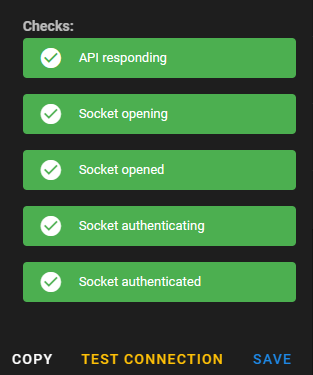 Checks:
API responding
Socket opening
Socket opened
Socket authenticating
Socket authenticated
COPY TEST CONNECTION SAVE